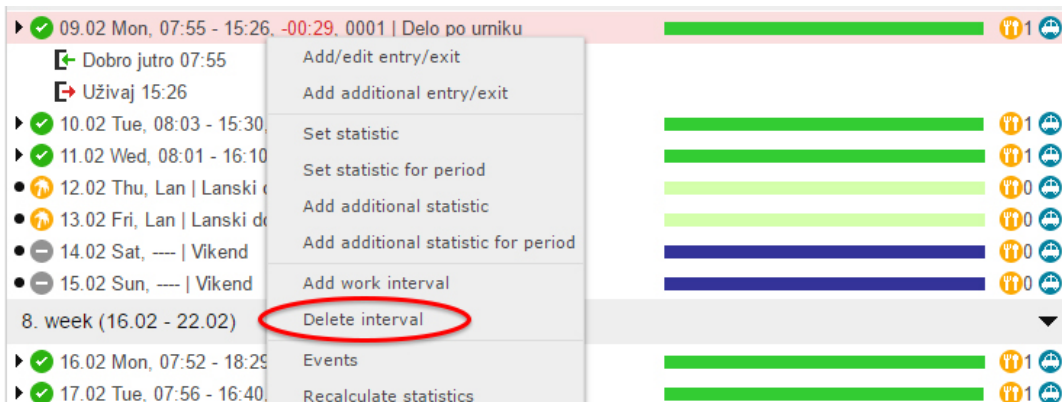 09.02 Mon, 07:55 - 15:26, -00:29, 0001 | Delo po urniku 1
Dobro jutro 07:55
Uživaj 15:26
10.02 Tue, 08:03 - 15:30, 1
11.02 Wed, 08:01 - 16:10 1
12.02 Thu, Lan | Lanski 0
13.02 Fri, Lan | Lanski 0
14.02 Sat, ---- | Vikend 0
15.02 Sun, ---- | Vikend 0
8. week (16.02 - 22.02)
16.02 Mon, 07:52 - 18:29 1
17.02 Tue, 07:56 - 16:40, 1
Add/edit entry/exit
Add additional entry/exit
Set statistic
Set statistic for period
Add additional statistic
Add additional statistic for period
Add work interval
Delete interval
Events
Recalculate statistics